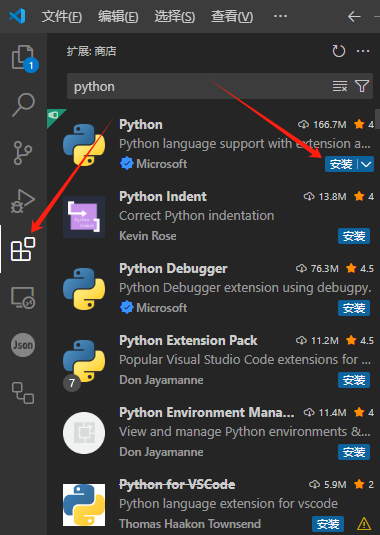 文件(F) 编辑(E) 选择(S) 查看(V) ···
扩展: 商店
1
python
Python 166.7M 4
Python language support with extension a...
Microsoft 安装
Python Indent 13.8M 4
Correct Python indentation
Kevin Rose 安装
Python Debugger 76.3M 4.5
Python Debugger extension using debugpy.
Microsoft 安装
Python Extension Pack 11.2M 4.5
Popular Visual Studio Code extensions for ...
7
Don Jayamanne 安装
Json
Python Environment Mana... 11.4M 4
View and manage Python environments &...
Don Jayamanne 安装
Python for VSCode 5.9M 2
Python language extension for vscode
Thomas Haakon Townsend 安装